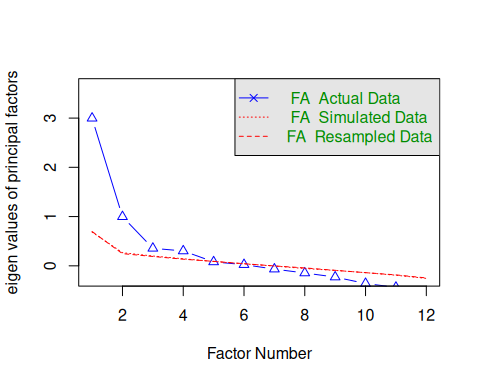 eigen values of principal factors
3
2
1
0
FA Actual Data
FA Simulated Data
FA Resampled Data
2 4 6 8 10 12
Factor Number